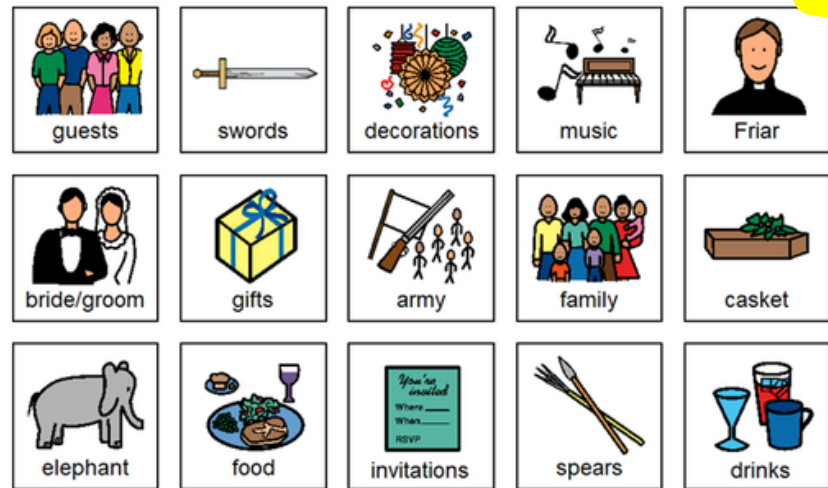 guests
swords
decorations
music
Friar
bride/groom
gifts
army
family
casket
elephant
food
You're
invited
Where
When
RSVP
invitations
spears
drinks